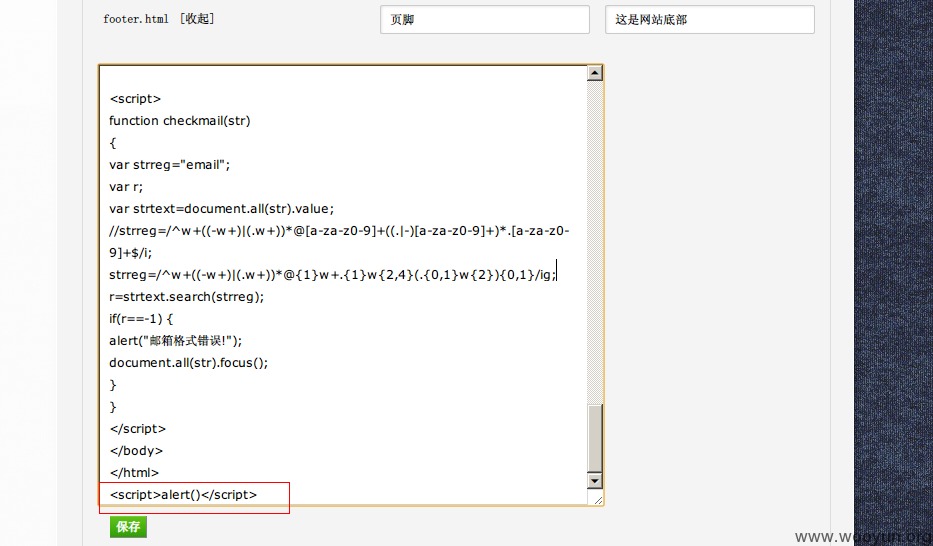 footer.html [收起]
页脚
这是网站底部
<script>
function checkmail(str)
{
var strreg="email";
var r;
var strtext=document.all(str).value;
//strreg=/^w+((-w+)|(.w+))*@[a-za-z0-9]+((.|-)[a-za-z0-9]+)*.[a-za-z0-
9]+$/i;
strreg=/^w+((-w+)|(.w+))*@{1}w+.{1}w{2,4}(.{0,1}w{2}){0,1}/ig;
r=strtext.search(strreg);
if(r==-1) {
alert("邮箱格式错误!");
document.all(str).focus();
}
}
</script>
</body>
</html>
<script>alert()</script>
保存
www.wooyun.org